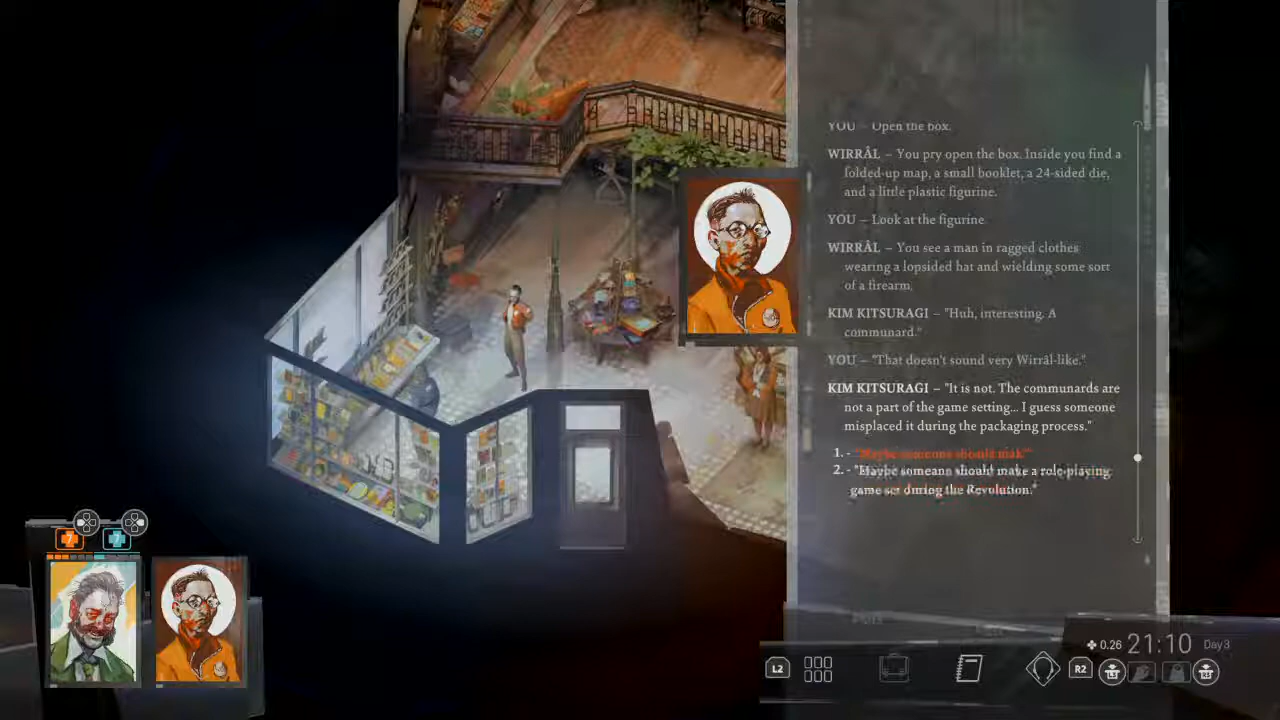 YOU – Open the box.
WIRRÂL – You pry open the box. Inside you find a
folded-up map, a small booklet, a 24-sided die,
and a little plastic figurine.
YOU – Look at the figurine.
WIRRÂL – You see a man in ragged clothes
wearing a lopsided hat and wielding some sort
of a firearm.
KIM KITSURAGI – "Huh, interesting. A
communard."
YOU – "That doesn't sound very Wirrâl-like."
KIM KITSURAGI – "It is not. The communards are
not a part of the game setting... I guess someone
misplaced it during the packaging process."
1. -
2. - "Maybe someone should make a role-playing
game set during the Revolution."
7 7
0.26 21:10 Day 3
L2 R2